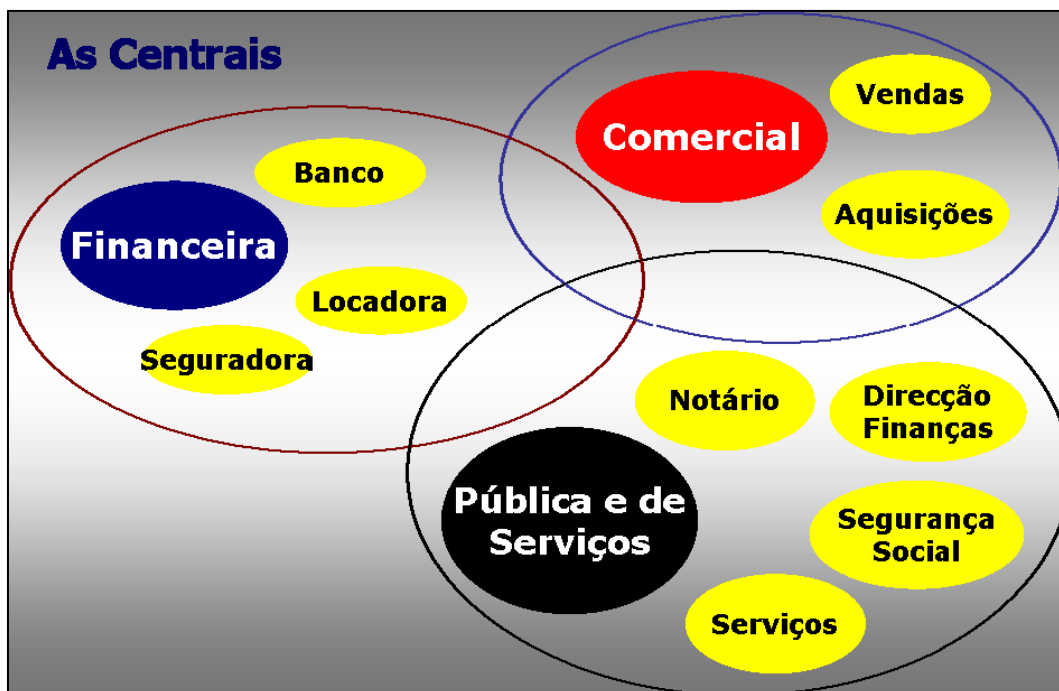 As Centrais
Comercial
Vendas
Aquisições
Banco
Financeira
Locadora
Seguradora
Notário
Direcção
Finanças
Pública e de
Serviços
Segurança
Social
Serviços